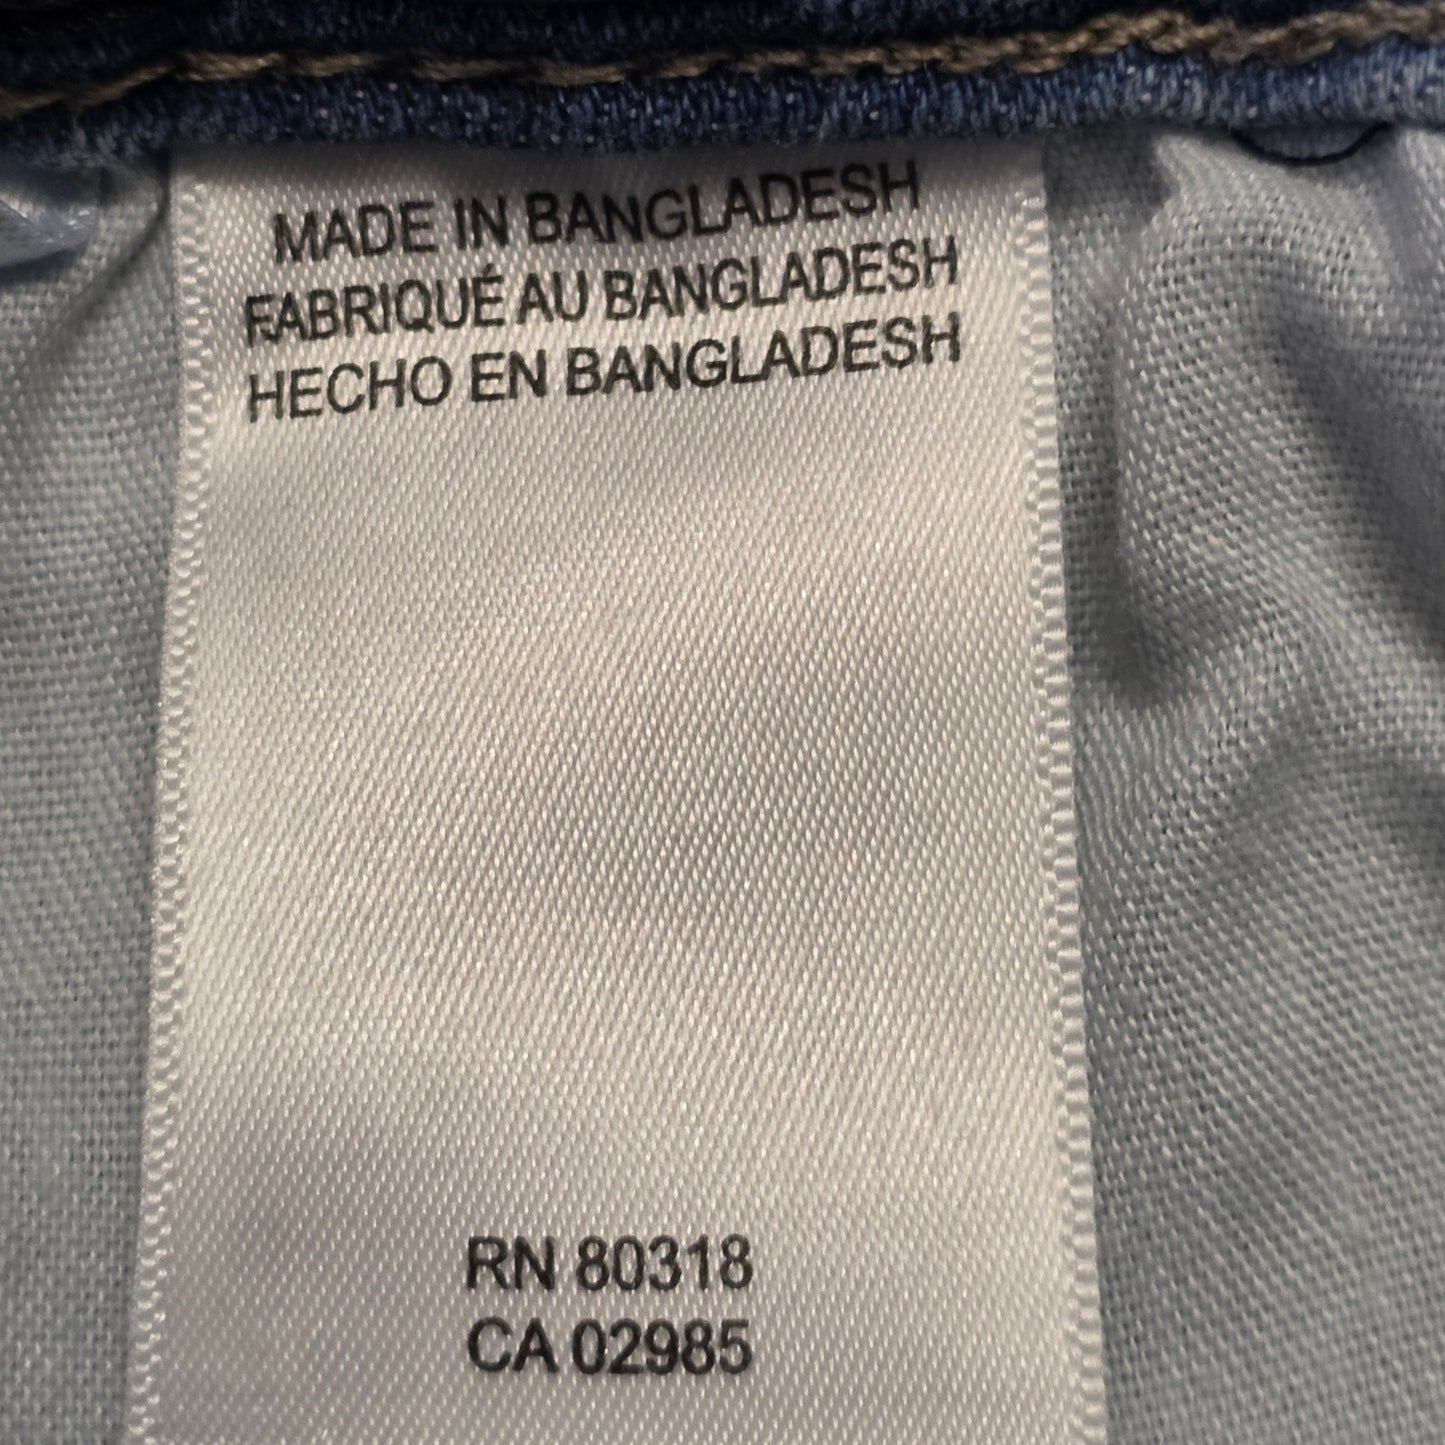 MADE IN BANGLADESH
FABRIQUÉ AU BANGLADESH
HECHO EN BANGLADESH
RN 80318
CA 02985